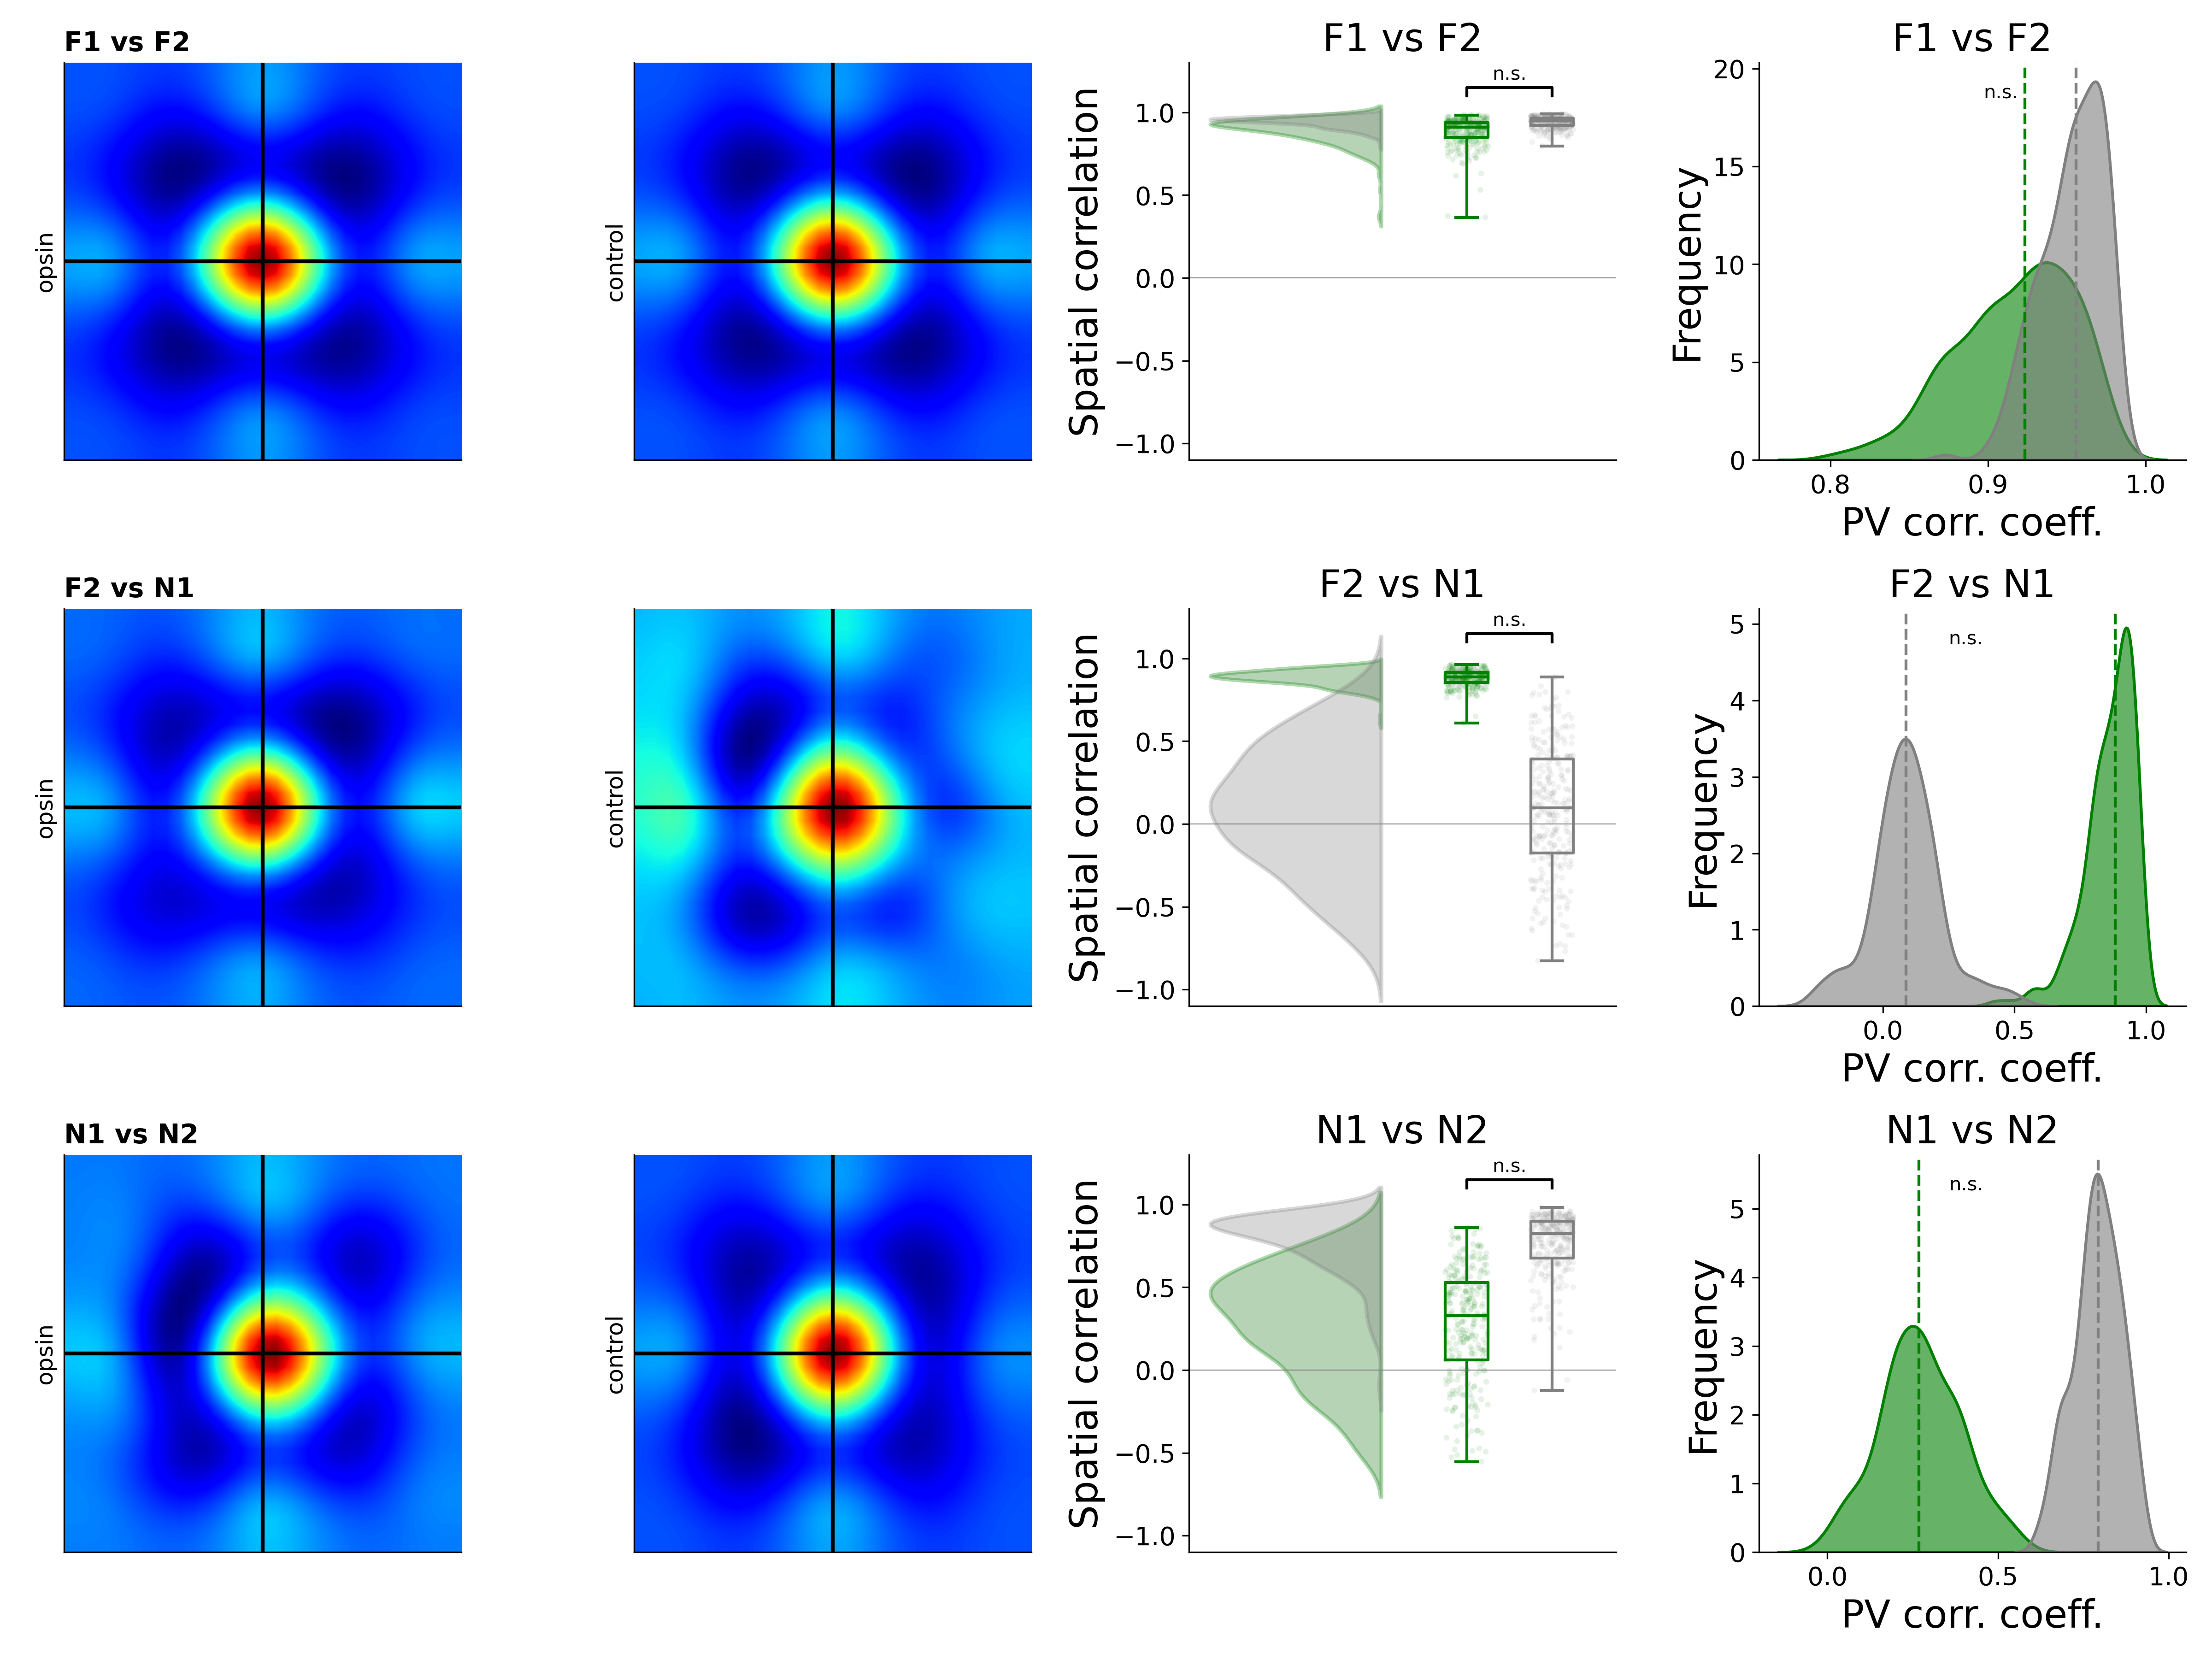 F1 vs F2
opsin
control
F1 vs F2
n.s.
Spatial correlation
1.0
0.5
0.0
−0.5
−1.0
F1 vs F2
n.s.
Frequency
20
15
10
5
0
0.8 0.9 1.0
PV corr. coeff.
F2 vs N1
opsin
control
F2 vs N1
n.s.
Spatial correlation
1.0
0.5
0.0
−0.5
−1.0
F2 vs N1
n.s.
Frequency
5
4
3
2
1
0
0.0 0.5 1.0
PV corr. coeff.
N1 vs N2
opsin
control
N1 vs N2
n.s.
Spatial correlation
1.0
0.5
0.0
−0.5
−1.0
N1 vs N2
n.s.
Frequency
5
4
3
2
1
0
0.0 0.5 1.0
PV corr. coeff.